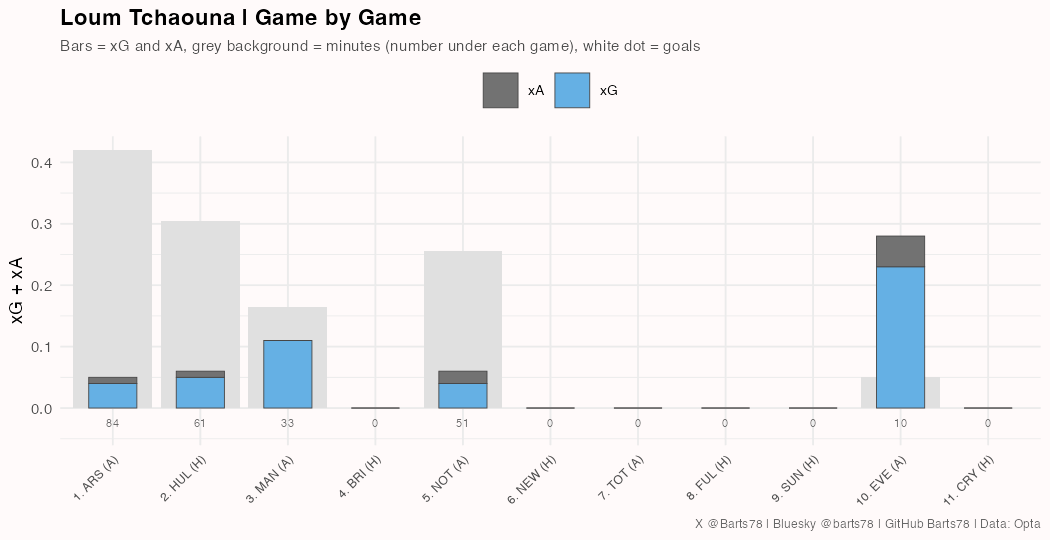 Loum Tchaouna | Game by Game
Bars = xG and xA, grey background = minutes (number under each game), white dot = goals
xA xG
xG + xA
0.4
0.3
0.2
0.1
0.0
84 61 33 0 51 0 0 0 0 10 0
1. ARS (A) 2. HUL (H) 3. MAN (A) 4. BRI (H) 5. NOT (A) 6. NEW (H) 7. TOT (A) 8. FUL (H) 9. SUN (H) 10. EVE (A) 11. CRY (H)
X @Barts78 | Bluesky @barts78 | GitHub Barts78 | Data: Opta